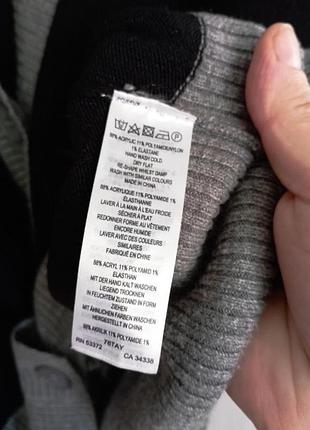 88% ACRYLIC 11% POLYAMIDE/NYLON
1% ELASTANE
HAND WASH COLD
DRY FLAT
RE-SHAPE WHILST DAMP
WASH WITH SIMILAR COLOURS
MADE IN CHINA
88% ACRYLIQUE 11% POLYAMIDE 1%
ÉLASTHANNE
LAVER À LA MAIN À L'EAU FROIDE
SÉCHER À PLAT
REDONNER FORME AU VÊTEMENT
ENCORE HUMIDE
LAVER AVEC DES COULEURS
SIMILAIRES
FABRIQUÉ EN CHINE
88% ACRYL 11% POLYAMID 1%
ELASTHAN
MIT DER HAND KALT WASCHEN
LIEGEND TROCKNEN
IN FEUCHTEM ZUSTAND IN FORM
ZIEHEN
MIT ÄHNLICHEN FARBEN WASCHEN
HERGESTELLT IN CHINA
88% AKRILIK 11% POLYAMIDE 1%
78TAY
RN 53372 CA 34338